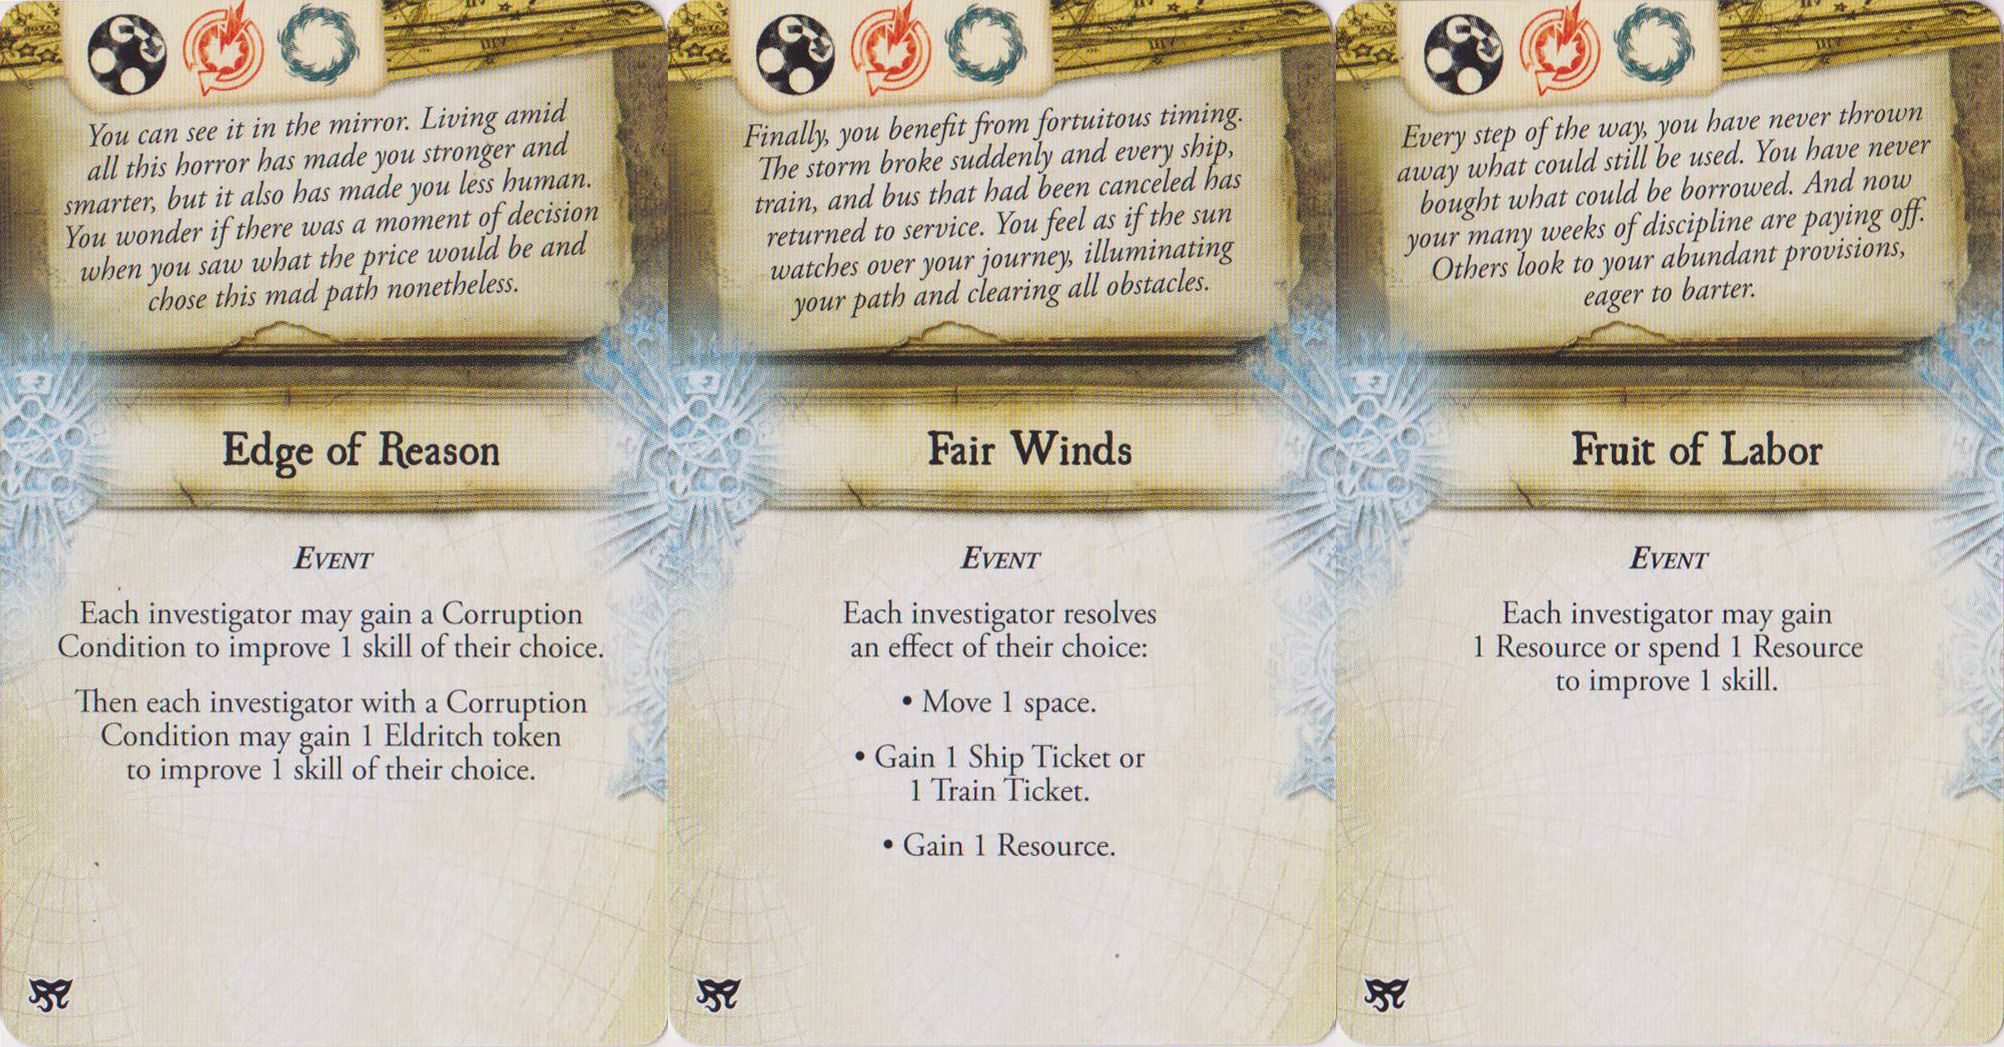 You can see it in the mirror. Living amid
all this horror has made you stronger and
smarter, but it also has made you less human.
You wonder if there was a moment of decision
when you saw what the price would be and
chose this mad path nonetheless.
Edge of Reason
EVENT
Each investigator may gain a Corruption
Condition to improve 1 skill of their choice.
Then each investigator with a Corruption
Condition may gain 1 Eldritch token
to improve 1 skill of their choice.
Finally, you benefit from fortuitous timing.
The storm broke suddenly and every ship,
train, and bus that had been canceled has
returned to service. You feel as if the sun
watches over your journey, illuminating
your path and clearing all obstacles.
Fair Winds
EVENT
Each investigator resolves
an effect of their choice:
• Move 1 space.
• Gain 1 Ship Ticket or
1 Train Ticket.
• Gain 1 Resource.
Every step of the way, you have never thrown
away what could still be used. You have never
bought what could be borrowed. And now
your many weeks of discipline are paying off.
Others look to your abundant provisions,
eager to barter.
Fruit of Labor
EVENT
Each investigator may gain
1 Resource or spend 1 Resource
to improve 1 skill.